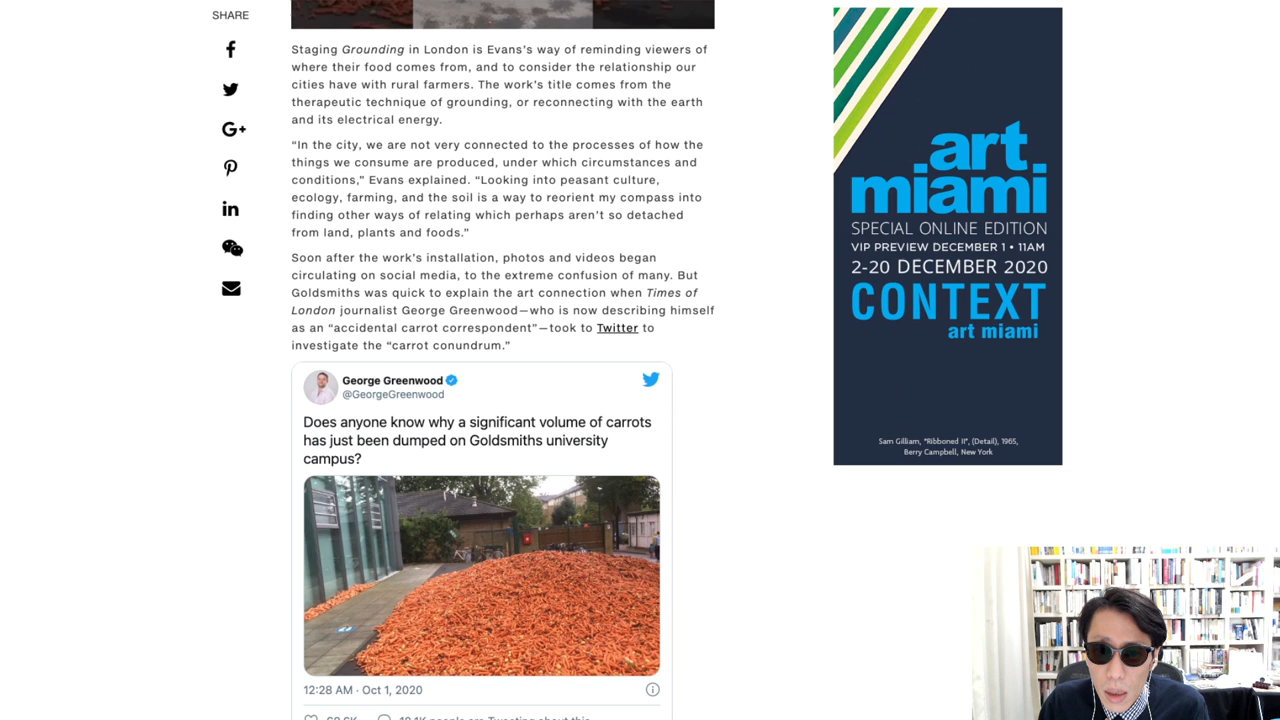 SHARE
Staging Grounding in London is Evans's way of reminding viewers of
where their food comes from, and to consider the relationship our
cities have with rural farmers. The work's title comes from the
therapeutic technique of grounding, or reconnecting with the earth
and its electrical energy.
“In the city, we are not very connected to the processes of how the
things we consume are produced, under which circumstances and
conditions,” Evans explained. “Looking into peasant culture,
ecology, farming, and the soil is a way to reorient my compass into
finding other ways of relating which perhaps aren't so detached
from land, plants and foods.”
Soon after the work's installation, photos and videos began
circulating on social media, to the extreme confusion of many. But
Goldsmiths was quick to explain the art connection when Times of
London journalist George Greenwood—who is now describing himself
as an “accidental carrot correspondent”—took to Twitter to
investigate the “carrot conundrum.”
George Greenwood
@GeorgeGreenwood
Does anyone know why a significant volume of carrots
has just been dumped on Goldsmiths university
campus?
12:28 AM · Oct 1, 2020
people are Tweeting about this
art
miami
SPECIAL ONLINE EDITION
VIP PREVIEW DECEMBER 1 • 11AM
2-20 DECEMBER 2020
CONTEXT
art miami
Sam Gilliam, "Ribboned II", (Detail), 1965,
Berry Campbell, New York